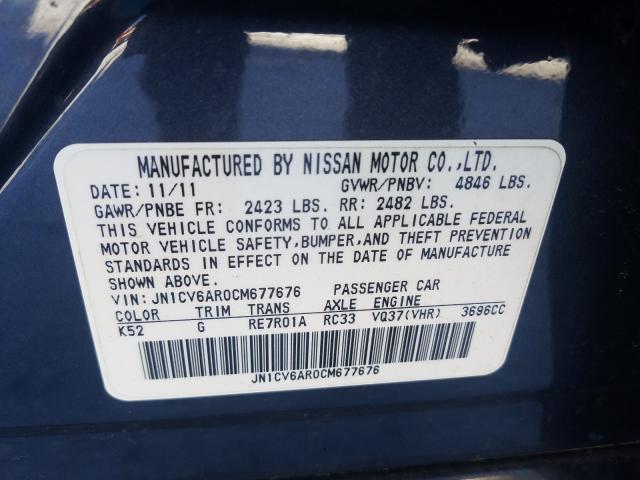 MANUFACTURED BY NISSAN MOTOR CO.,LTD.
DATE: 11/11 GVWR/PNBV: 4846 LBS.
GAWR/PNBE FR: 2423 LBS. RR: 2482 LBS.
THIS VEHICLE CONFORMS TO ALL APPLICABLE FEDERAL
MOTOR VEHICLE SAFETY,BUMPER,AND THEFT PREVENTION
STANDARDS IN EFFECT ON THE DATE OF MANUFACTURE
SHOWN ABOVE.
VIN: JN1CV6AR0CM677676 PASSENGER CAR
COLOR TRIM TRANS AXLE ENGINE
K52 G RE7R01A RC33 VQ37(VHR) 3696CC
JN1CV6AR0CM677676